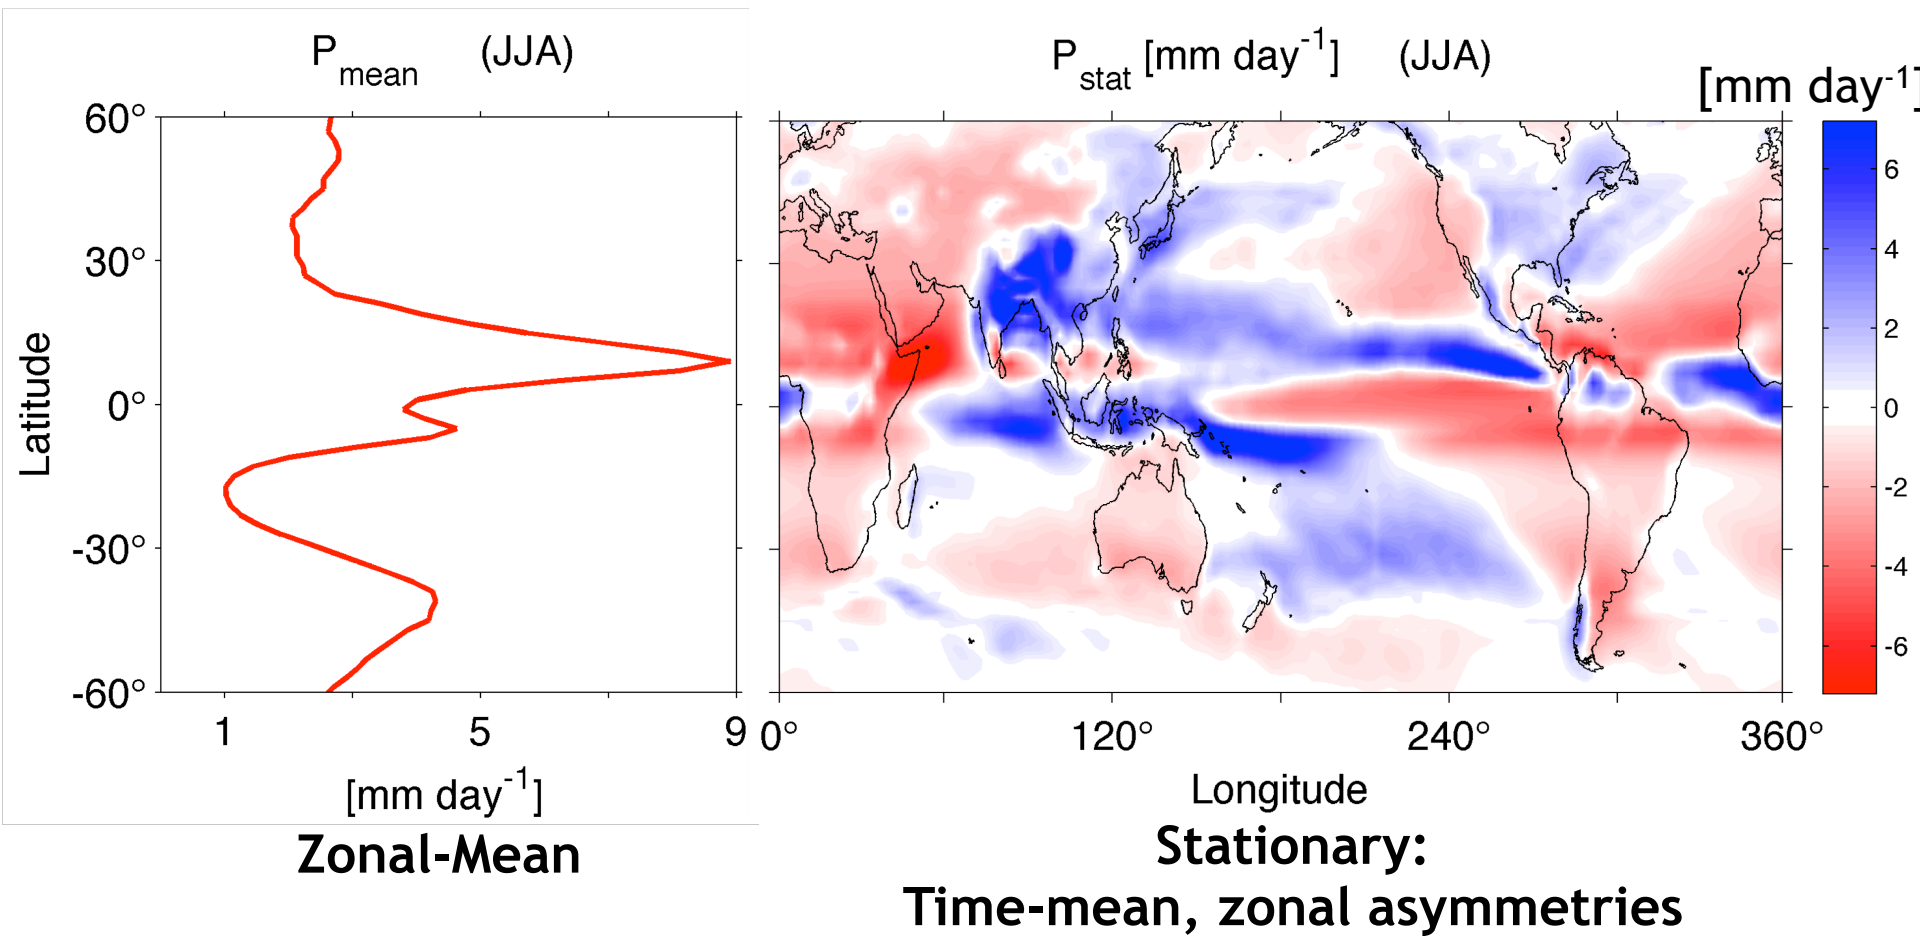 P_mean (JJA)
60°
30°
0°
-30°
-60°
Latitude
1 5 9
[mm day⁻¹]
Zonal-Mean
P_stat [mm day⁻¹] (JJA)
[mm day⁻¹]
6
4
2
0
-2
-4
-6
0° 120° 240° 360°
Longitude
Stationary:
Time-mean, zonal asymmetries